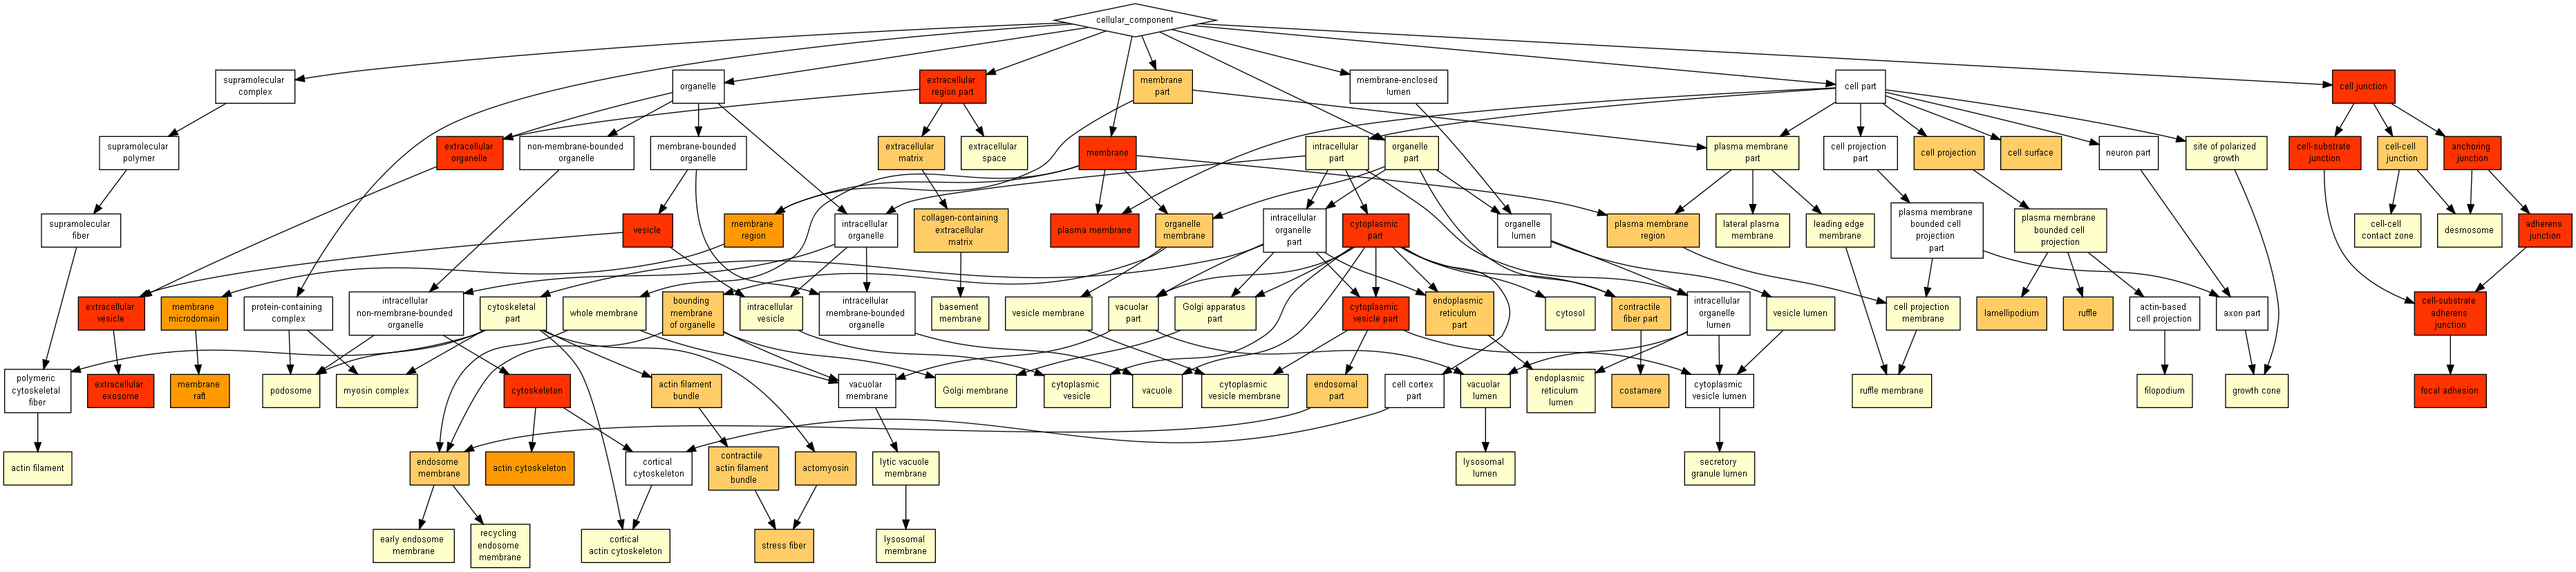 cellular_component
supramolecular
complex
organelle
extracellular
region part
membrane
part
membrane-enclosed
lumen
cell part
cell junction
supramolecular
polymer
extracellular
organelle
non-membrane-bounded
organelle
membrane-bounded
organelle
extracellular
matrix
extracellular
space
membrane
intracellular
part
organelle
part
plasma membrane
part
cell projection
part
cell projection
cell surface
neuron part
site of polarized
growth
cell-substrate
junction
cell-cell
junction
anchoring
junction
supramolecular
fiber
vesicle
membrane
region
intracellular
organelle
collagen-containing
extracellular
matrix
plasma membrane
organelle
membrane
intracellular
organelle
part
cytoplasmic
part
organelle
lumen
plasma membrane
region
lateral plasma
membrane
leading edge
membrane
plasma membrane
bounded cell
projection
part
plasma membrane
bounded cell
projection
cell-cell
contact zone
desmosome
adherens
junction
extracellular
vesicle
membrane
microdomain
protein-containing
complex
intracellular
non-membrane-bounded
organelle
cytoskeletal
part
whole membrane
bounding
membrane
of organelle
intracellular
vesicle
intracellular
membrane-bounded
organelle
basement
membrane
vesicle membrane
vacuolar
part
Golgi apparatus
part
cytoplasmic
vesicle part
endoplasmic
reticulum
part
cytosol
contractile
fiber part
intracellular
organelle
lumen
vesicle lumen
cell projection
membrane
lamellipodium
ruffle
actin-based
cell projection
axon part
cell-substrate
adherens
junction
polymeric
cytoskeletal
fiber
extracellular
exosome
membrane
raft
podosome
myosin complex
cytoskeleton
actin filament
bundle
vacuolar
membrane
Golgi membrane
cytoplasmic
vesicle
vacuole
cytoplasmic
vesicle membrane
endosomal
part
cell cortex
part
vacuolar
lumen
endoplasmic
reticulum
lumen
costamere
cytoplasmic
vesicle lumen
ruffle membrane
filopodium
growth cone
focal adhesion
actin filament
endosome
membrane
actin cytoskeleton
cortical
cytoskeleton
contractile
actin filament
bundle
actomyosin
lytic vacuole
membrane
lysosomal
lumen
secretory
granule lumen
early endosome
membrane
recycling
endosome
membrane
cortical
actin cytoskeleton
stress fiber
lysosomal
membrane